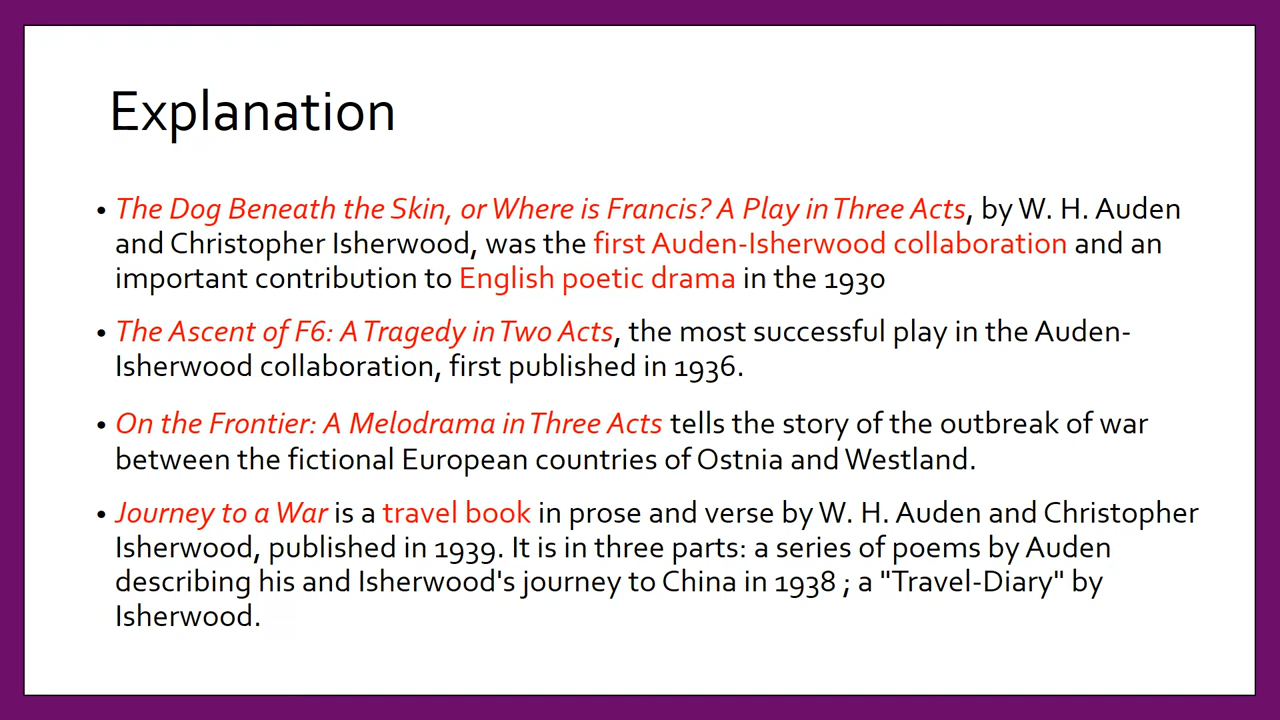 Explanation
• The Dog Beneath the Skin, or Where is Francis? A Play in Three Acts, by W. H. Auden
and Christopher Isherwood, was the first Auden-Isherwood collaboration and an
important contribution to English poetic drama in the 1930
• The Ascent of F6: A Tragedy in Two Acts, the most successful play in the Auden-
Isherwood collaboration, first published in 1936.
• On the Frontier: A Melodrama in Three Acts tells the story of the outbreak of war
between the fictional European countries of Ostnia and Westland.
• Journey to a War is a travel book in prose and verse by W. H. Auden and Christopher
Isherwood, published in 1939. It is in three parts: a series of poems by Auden
describing his and Isherwood's journey to China in 1938 ; a "Travel-Diary" by
Isherwood.